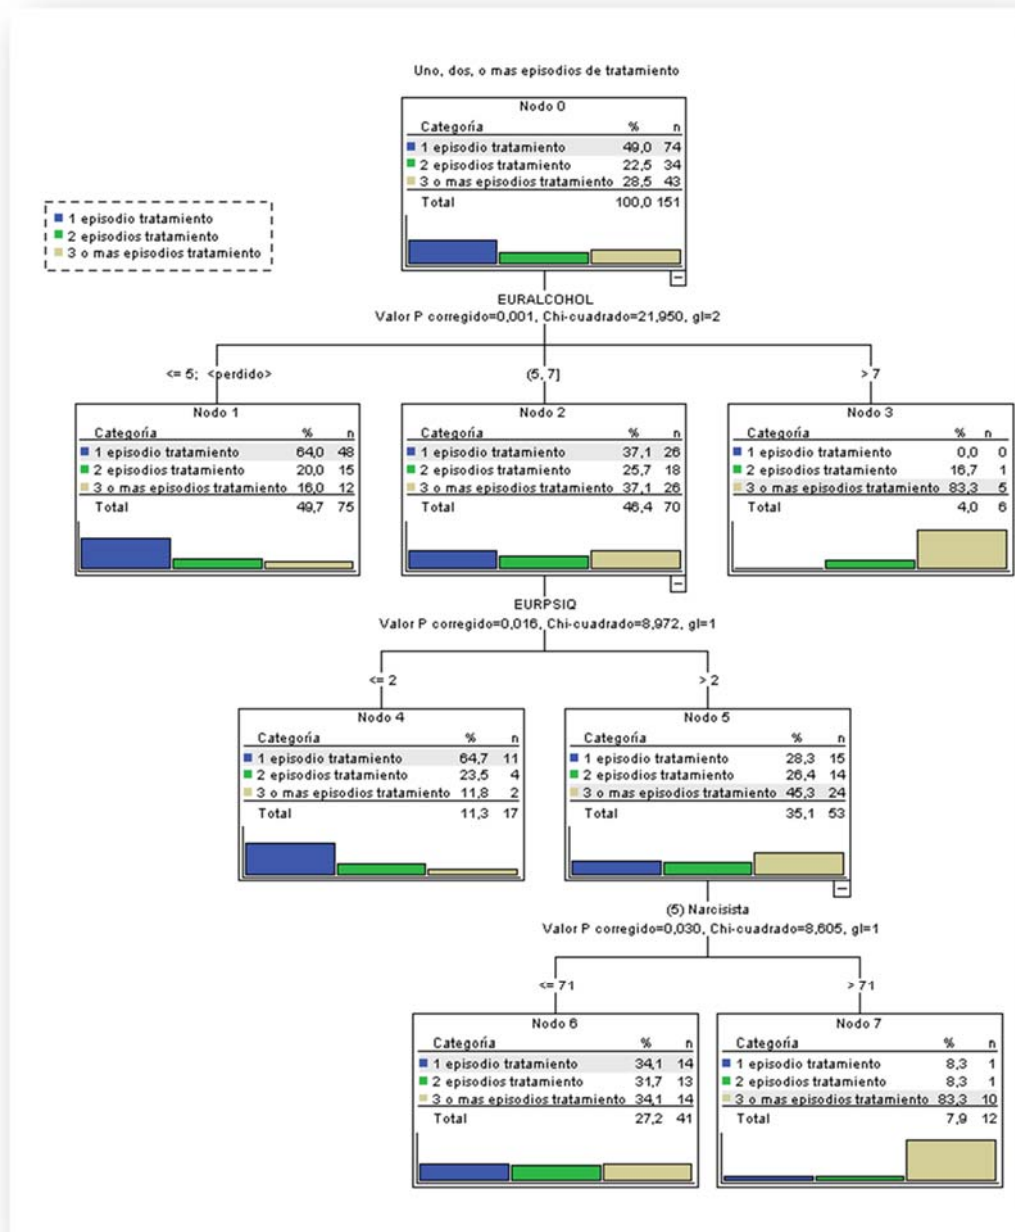 Uno, dos, o mas episodios de tratamiento
Nodo 0
Categoría % n
1 episodio tratamiento 49,0 74
2 episodios tratamiento 22,5 34
3 o mas episodios tratamiento 28,5 43
Total 100,0 151
1 episodio tratamiento
2 episodios tratamiento
3 o mas episodios tratamiento
EURALCOHOL
Valor P corregido=0,001, Chi-cuadrado=21,950, gl=2
<= 5; <perdido>
(5, 7]
> 7
Nodo 1
Categoría % n
1 episodio tratamiento 64,0 48
2 episodios tratamiento 20,0 15
3 o mas episodios tratamiento 16,0 12
Total 49,7 75
Nodo 2
Categoría % n
1 episodio tratamiento 37,1 26
2 episodios tratamiento 25,7 18
3 o mas episodios tratamiento 37,1 26
Total 46,4 70
Nodo 3
Categoría % n
1 episodio tratamiento 0,0 0
2 episodios tratamiento 16,7 1
3 o mas episodios tratamiento 83,3 5
Total 4,0 6
EURPSIQ
Valor P corregido=0,016, Chi-cuadrado=8,972, gl=1
<= 2
> 2
Nodo 4
Categoría % n
1 episodio tratamiento 64,7 11
2 episodios tratamiento 23,5 4
3 o mas episodios tratamiento 11,8 2
Total 11,3 17
Nodo 5
Categoría % n
1 episodio tratamiento 28,3 15
2 episodios tratamiento 26,4 14
3 o mas episodios tratamiento 45,3 24
Total 35,1 53
(5) Narcisista
Valor P corregido=0,030, Chi-cuadrado=8,605, gl=1
<= 71
> 71
Nodo 6
Categoría % n
1 episodio tratamiento 34,1 14
2 episodios tratamiento 31,7 13
3 o mas episodios tratamiento 34,1 14
Total 27,2 41
Nodo 7
Categoría % n
1 episodio tratamiento 8,3 1
2 episodios tratamiento 8,3 1
3 o mas episodios tratamiento 83,3 10
Total 7,9 12